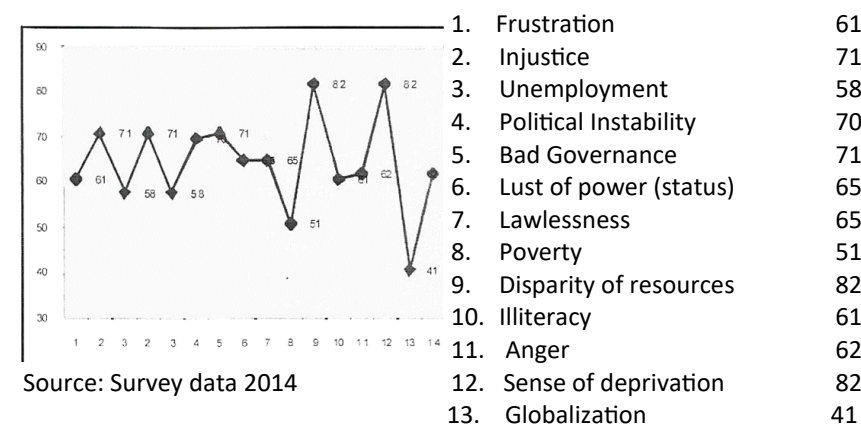 90
80
70
60
50
40
30
61
71
58
71
58
71
65
51
82
61
62
82
41
1 2 3 2 3 4 5 6 7 8 9 10 11 12 13 14
Source: Survey data 2014
1. Frustration 61
2. Injustice 71
3. Unemployment 58
4. Political Instability 70
5. Bad Governance 71
6. Lust of power (status) 65
7. Lawlessness 65
8. Poverty 51
9. Disparity of resources 82
10. Illiteracy 61
11. Anger 62
12. Sense of deprivation 82
13. Globalization 41